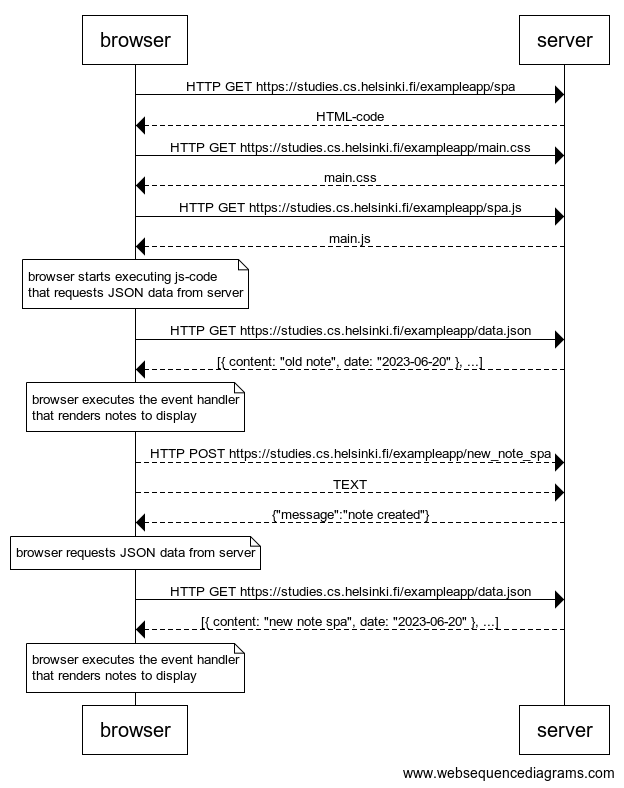 browser
server
HTTP GET https://studies.cs.helsinki.fi/exampleapp/spa
HTML-code
HTTP GET https://studies.cs.helsinki.fi/exampleapp/main.css
main.css
HTTP GET https://studies.cs.helsinki.fi/exampleapp/spa.js
main.js
browser starts executing js-code
that requests JSON data from server
HTTP GET https://studies.cs.helsinki.fi/exampleapp/data.json
[{ content: "old note", date: "2023-06-20" }, ...]
browser executes the event handler
that renders notes to display
HTTP POST https://studies.cs.helsinki.fi/exampleapp/new_note_spa
TEXT
{"message":"note created"}
browser requests JSON data from server
HTTP GET https://studies.cs.helsinki.fi/exampleapp/data.json
[{ content: "new note spa", date: "2023-06-20" }, ...]
browser executes the event handler
that renders notes to display
browser
server
www.websequencediagrams.com